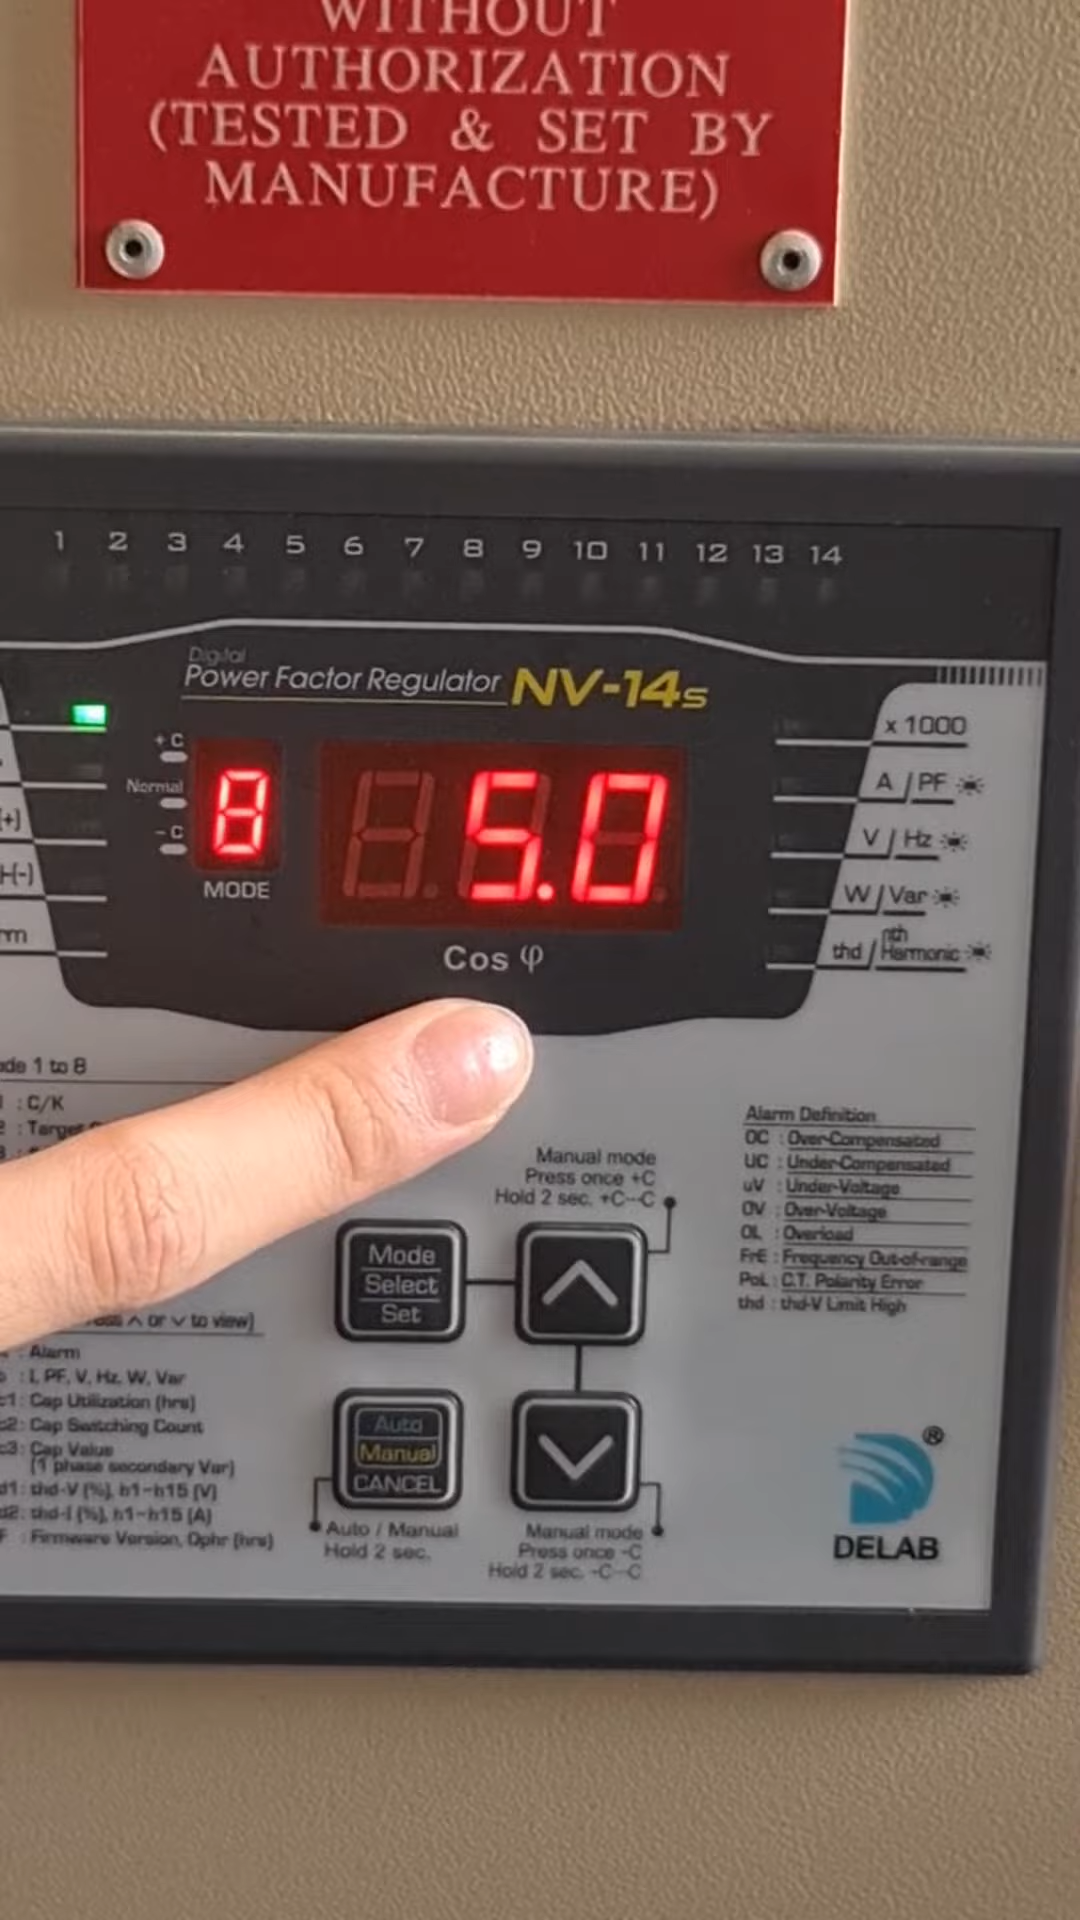 WITHOUT
AUTHORIZATION
(TESTED & SET BY
MANUFACTURE)
1 2 3 4 5 6 7 8 9 10 11 12 13 14
Digital
Power Factor Regulator NV-14s
+C
Normal
-C
8
MODE
5.0
Cos φ
x 1000
A / PF
V / Hz
W / Var
thd / nth Harmonic
1 to 8
: C/K
Manual mode
Press once +C
Hold 2 sec. +C--C
Mode
Select
Set
Alarm Definition
OC : Over-Compensated
UC : Under-Compensated
uV : Under-Voltage
OV : Over-Voltage
OL : Overload
FrE : Frequency Out-of-range
PoL : C.T. Polarity Error
thd : thd-V Limit High
∧ or ∨ to view)
: Alarm
: I, PF, V, Hz, W, Var
c1 : Cap Utilization (hrs)
c2 : Cap Switching Count
c3 : Cap Value
(1 phase secondary Var)
d1 : thd-V (%), h1~h15 (V)
d2 : thd-I (%), h1~h15 (A)
F : Firmware Version, Ophr (hrs)
Auto
Manual
CANCEL
Auto / Manual
Hold 2 sec.
Manual mode
Press once -C
Hold 2 sec. -C--C
®
DELAB